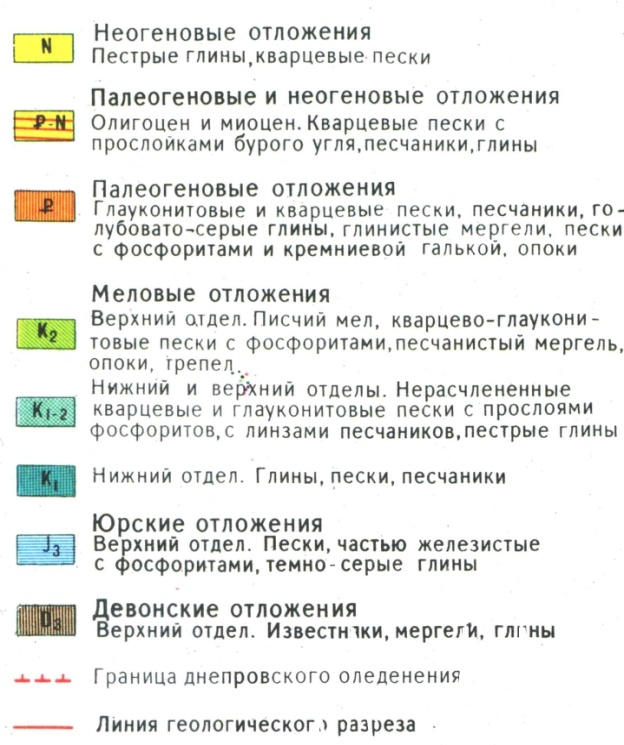 N Неогеновые отложения
Пестрые глины, кварцевые пески
Палеогеновые и неогеновые отложения
₽-N Олигоцен и миоцен. Кварцевые пески с
прослойками бурого угля, песчаники, глины
Палеогеновые отложения
₽ Глауконитовые и кварцевые пески, песчаники, го-
лубовато-серые глины, глинистые мергели, пески
с фосфоритами и кремниевой галькой, опоки
Меловые отложения
K₂ Верхний отдел. Писчий мел, кварцево-глаукони-
товые пески с фосфоритами, песчанистый мергель,
опоки, трепел
Нижний и верхний отделы. Нерасчлененные
K₁₋₂ кварцевые и глауконитовые пески с прослоями
фосфоритов, с линзами песчаников, пестрые глины
K₁ Нижний отдел. Глины, пески, песчаники
Юрские отложения
J₃ Верхний отдел. Пески, частью железистые
с фосфоритами, темно-серые глины
D₃ Девонские отложения
Верхний отдел. Известняки, мергели, глины
Граница днепровского оледенения
Линия геологического разреза